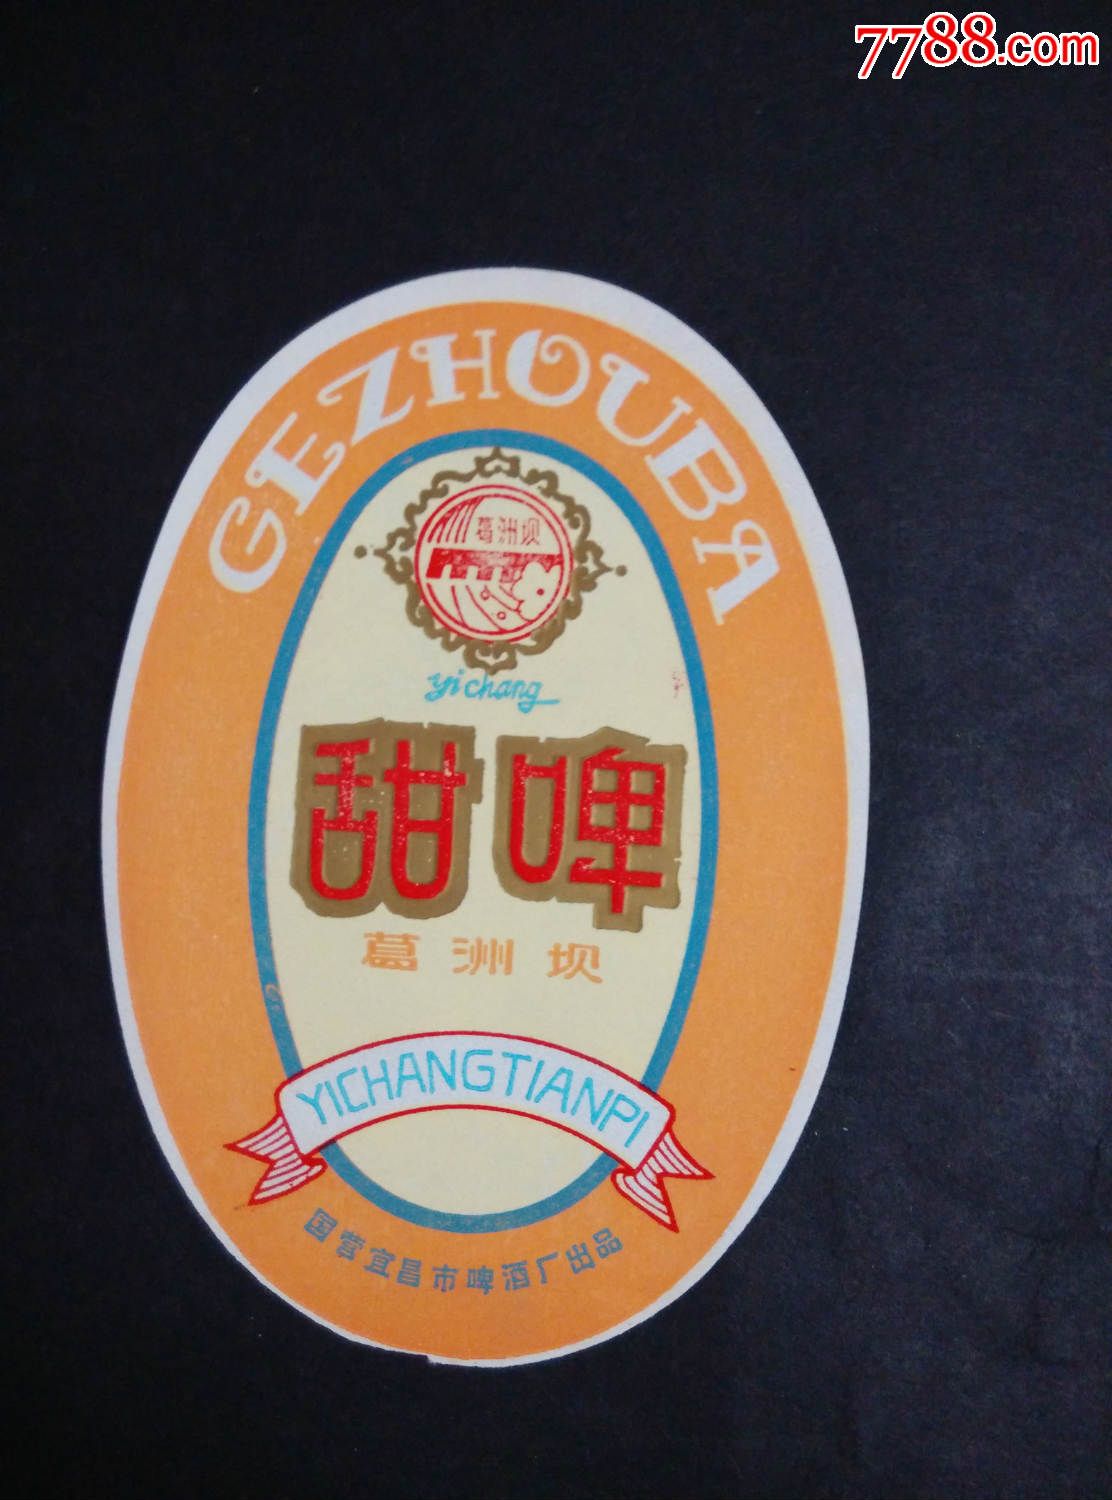 7788.com
GEZHOUBA
葛洲坝
yichang
甜啤
葛洲坝
YICHANGTIANPI
国营宜昌市啤酒厂出品